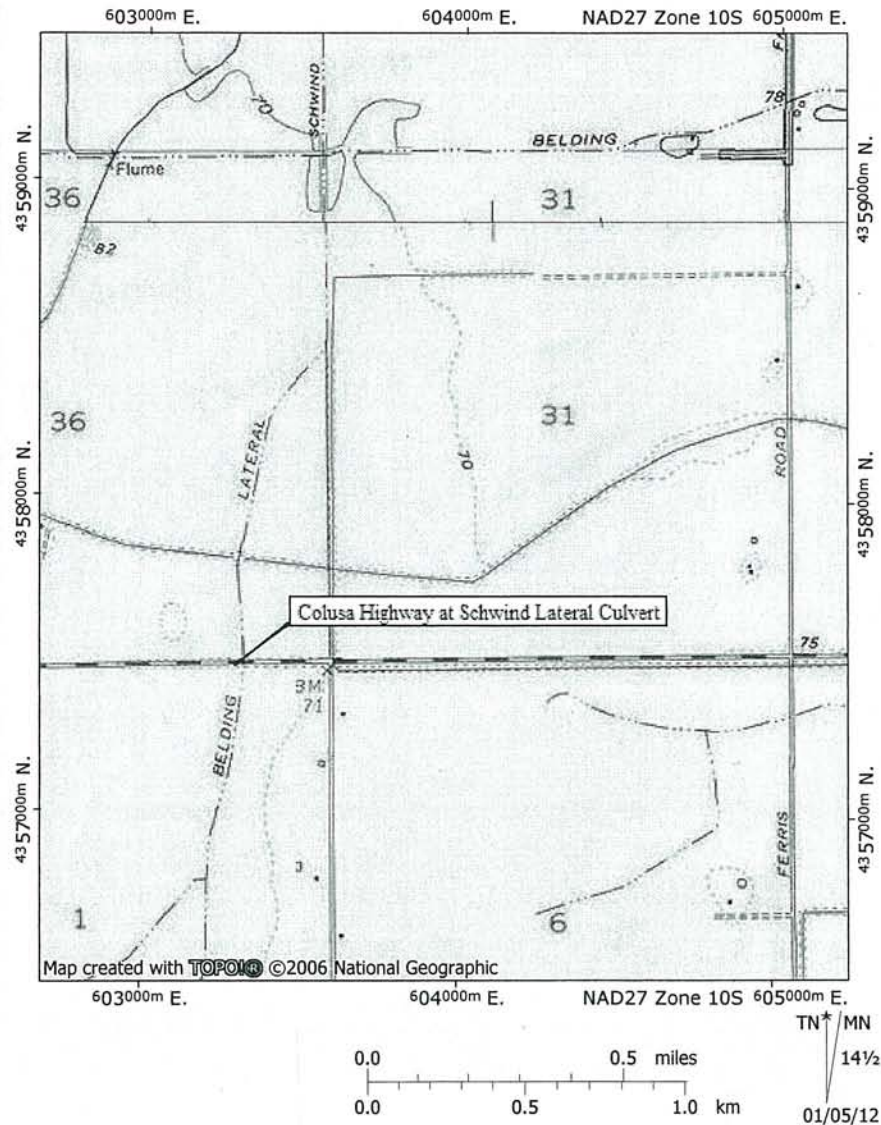 603000m E. 604000m E. NAD27 Zone 10S 605000m E.
70
SCHWIND
78
BELDING
Flume
4359000m N.
4359000m N.
36
31
82
36
31
LATERAL
70
ROAD
4358000m N.
4358000m N.
Colusa Highway at Schwind Lateral Culvert
75
BM
71
BELDING
4357000m N.
4357000m N.
FERRIS
1
6
Map created with TOPO!® ©2006 National Geographic
603000m E. 604000m E. NAD27 Zone 10S 605000m E.
TN* MN
14½
0.0 0.5 miles
0.0 0.5 1.0 km
01/05/12